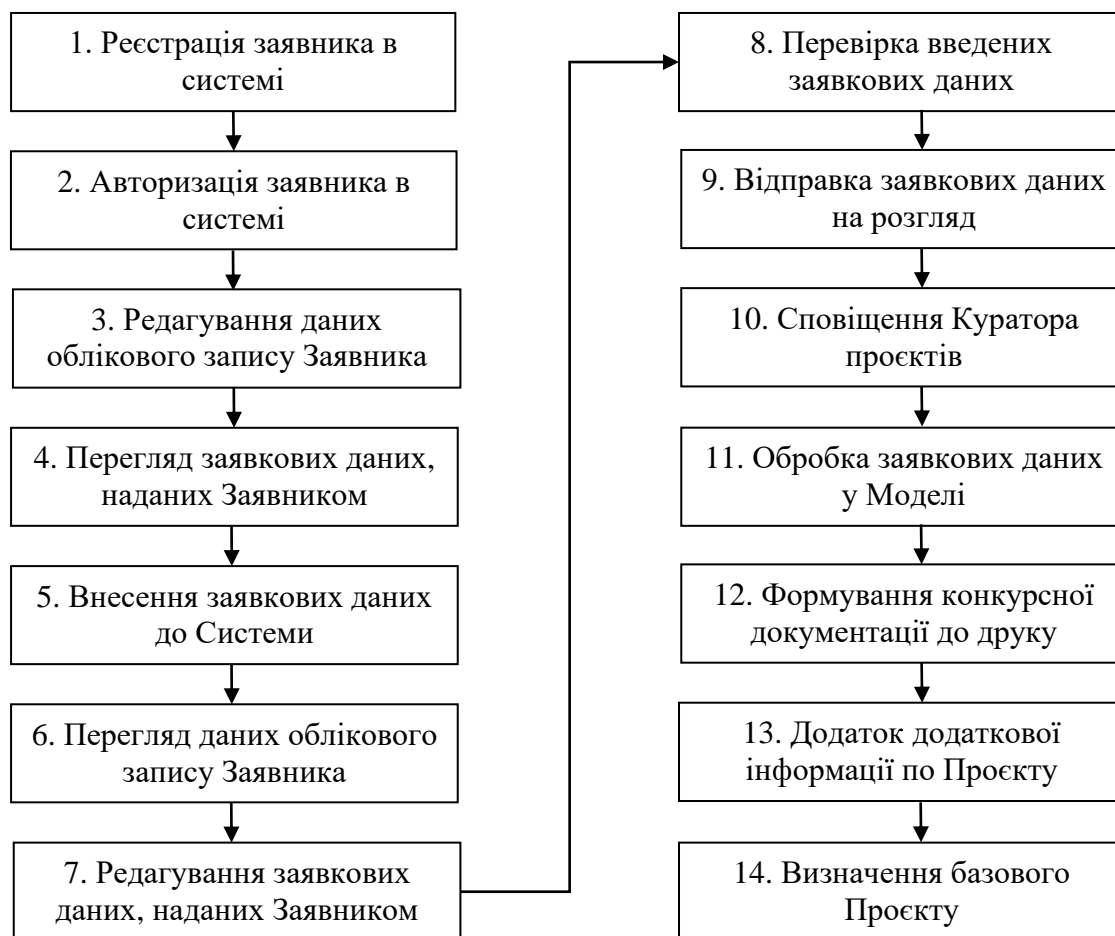 1. Реєстрація заявника в
системі
2. Авторизація заявника в
системі
3. Редагування даних
облікового запису Заявника
4. Перегляд заявкових даних,
наданих Заявником
5. Внесення заявкових даних
до Системи
6. Перегляд даних облікового
запису Заявника
7. Редагування заявкових
даних, наданих Заявником
8. Перевірка введених
заявкових даних
9. Відправка заявкових даних
на розгляд
10. Сповіщення Куратора
проєктів
11. Обробка заявкових даних
у Моделі
12. Формування конкурсної
документації до друку
13. Додаток додаткової
інформації по Проєкту
14. Визначення базового
Проєкту